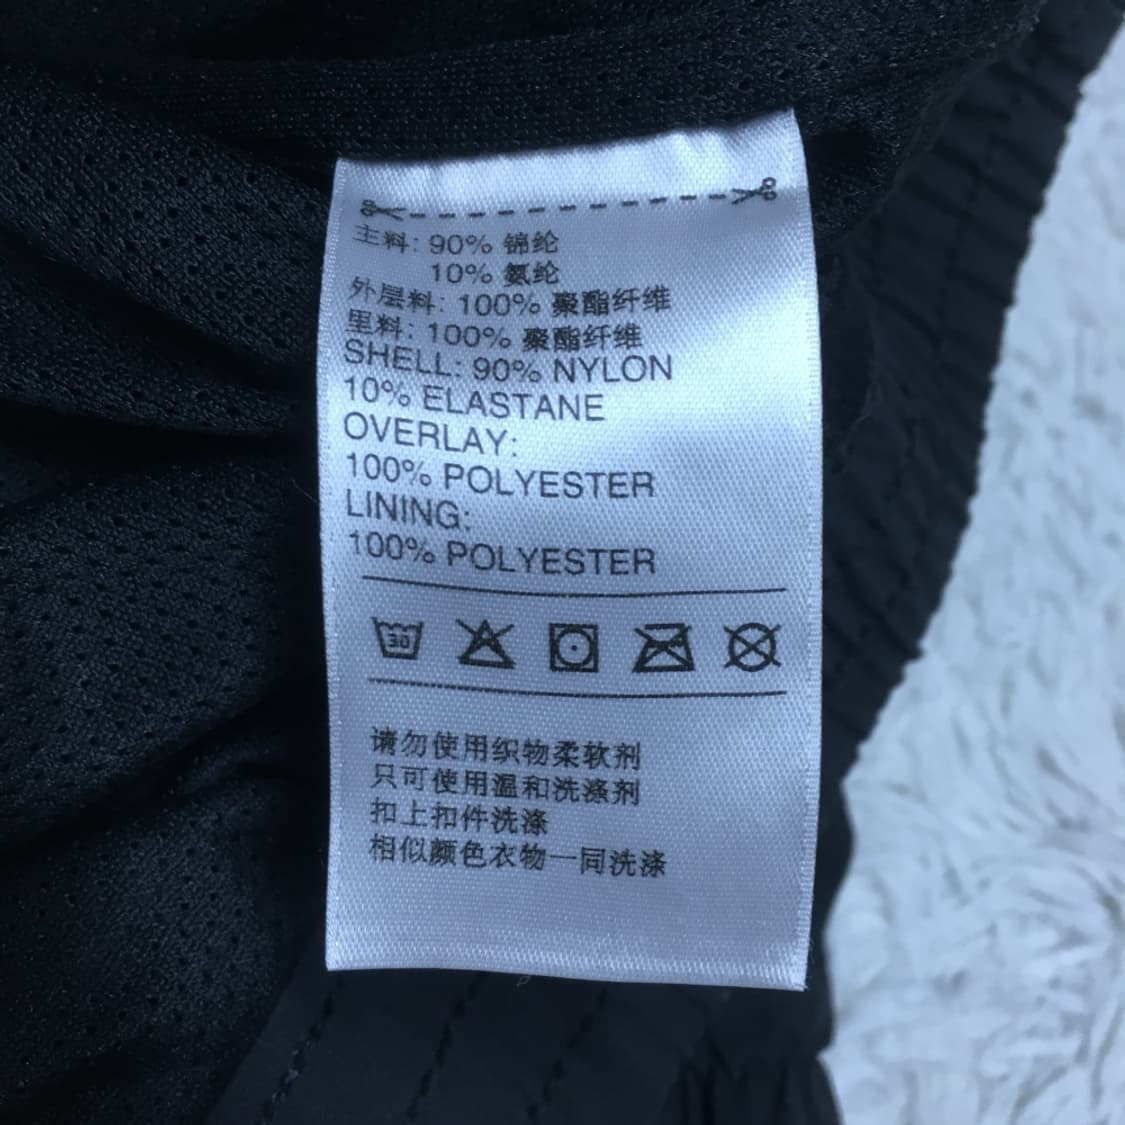 主料: 90% 锦纶
10% 氨纶
外层料: 100% 聚酯纤维
里料: 100% 聚酯纤维
SHELL: 90% NYLON
10% ELASTANE
OVERLAY:
100% POLYESTER
LINING:
100% POLYESTER
30
请勿使用织物柔软剂
只可使用温和洗涤剂
扣上扣件洗涤
相似颜色衣物一同洗涤